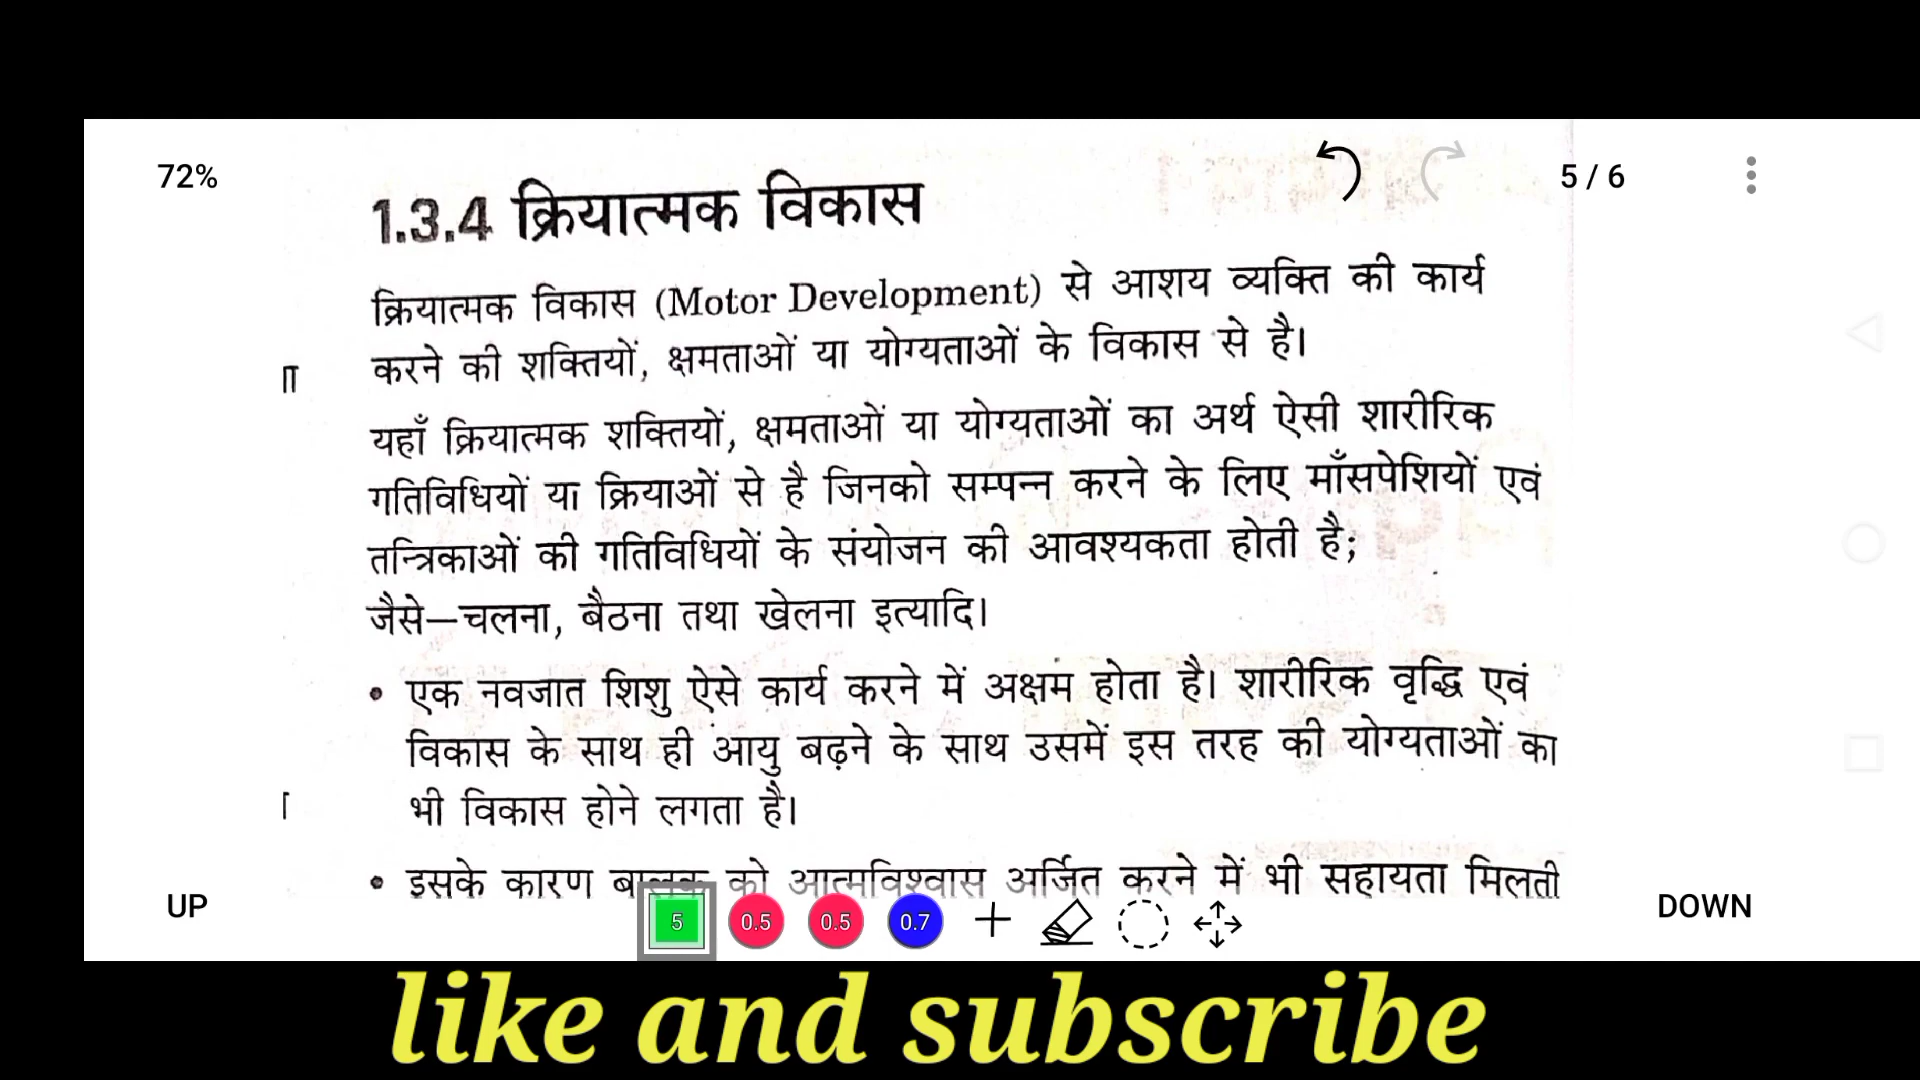 72%
5 / 6
1.3.4 क्रियात्मक विकास
क्रियात्मक विकास (Motor Development) से आशय व्यक्ति की कार्य
करने की शक्तियों, क्षमताओं या योग्यताओं के विकास से है।
यहाँ क्रियात्मक शक्तियों, क्षमताओं या योग्यताओं का अर्थ ऐसी शारीरिक
गतिविधियों या क्रियाओं से है जिनको सम्पन्न करने के लिए माँसपेशियों एवं
तन्त्रिकाओं की गतिविधियों के संयोजन की आवश्यकता होती है;
जैसे—चलना, बैठना तथा खेलना इत्यादि।
• एक नवजात शिशु ऐसे कार्य करने में अक्षम होता है। शारीरिक वृद्धि एवं
विकास के साथ ही आयु बढ़ने के साथ उसमें इस तरह की योग्यताओं का
भी विकास होने लगता है।
• इसके कारण बालक को आत्मविश्वास अर्जित करने में भी सहायता मिलती
UP
5 0.5 0.5 0.7
DOWN
like and subscribe